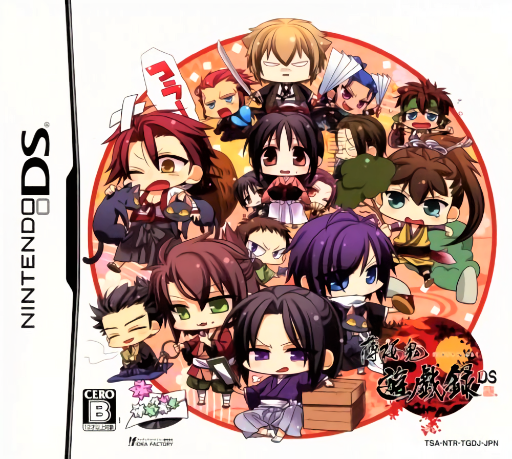 NINTENDO DS®
コラー
薄桜鬼
遊戯録DS
CERO
B
IDEA FACTORY
TSA-NTR-TGDJ-JPN